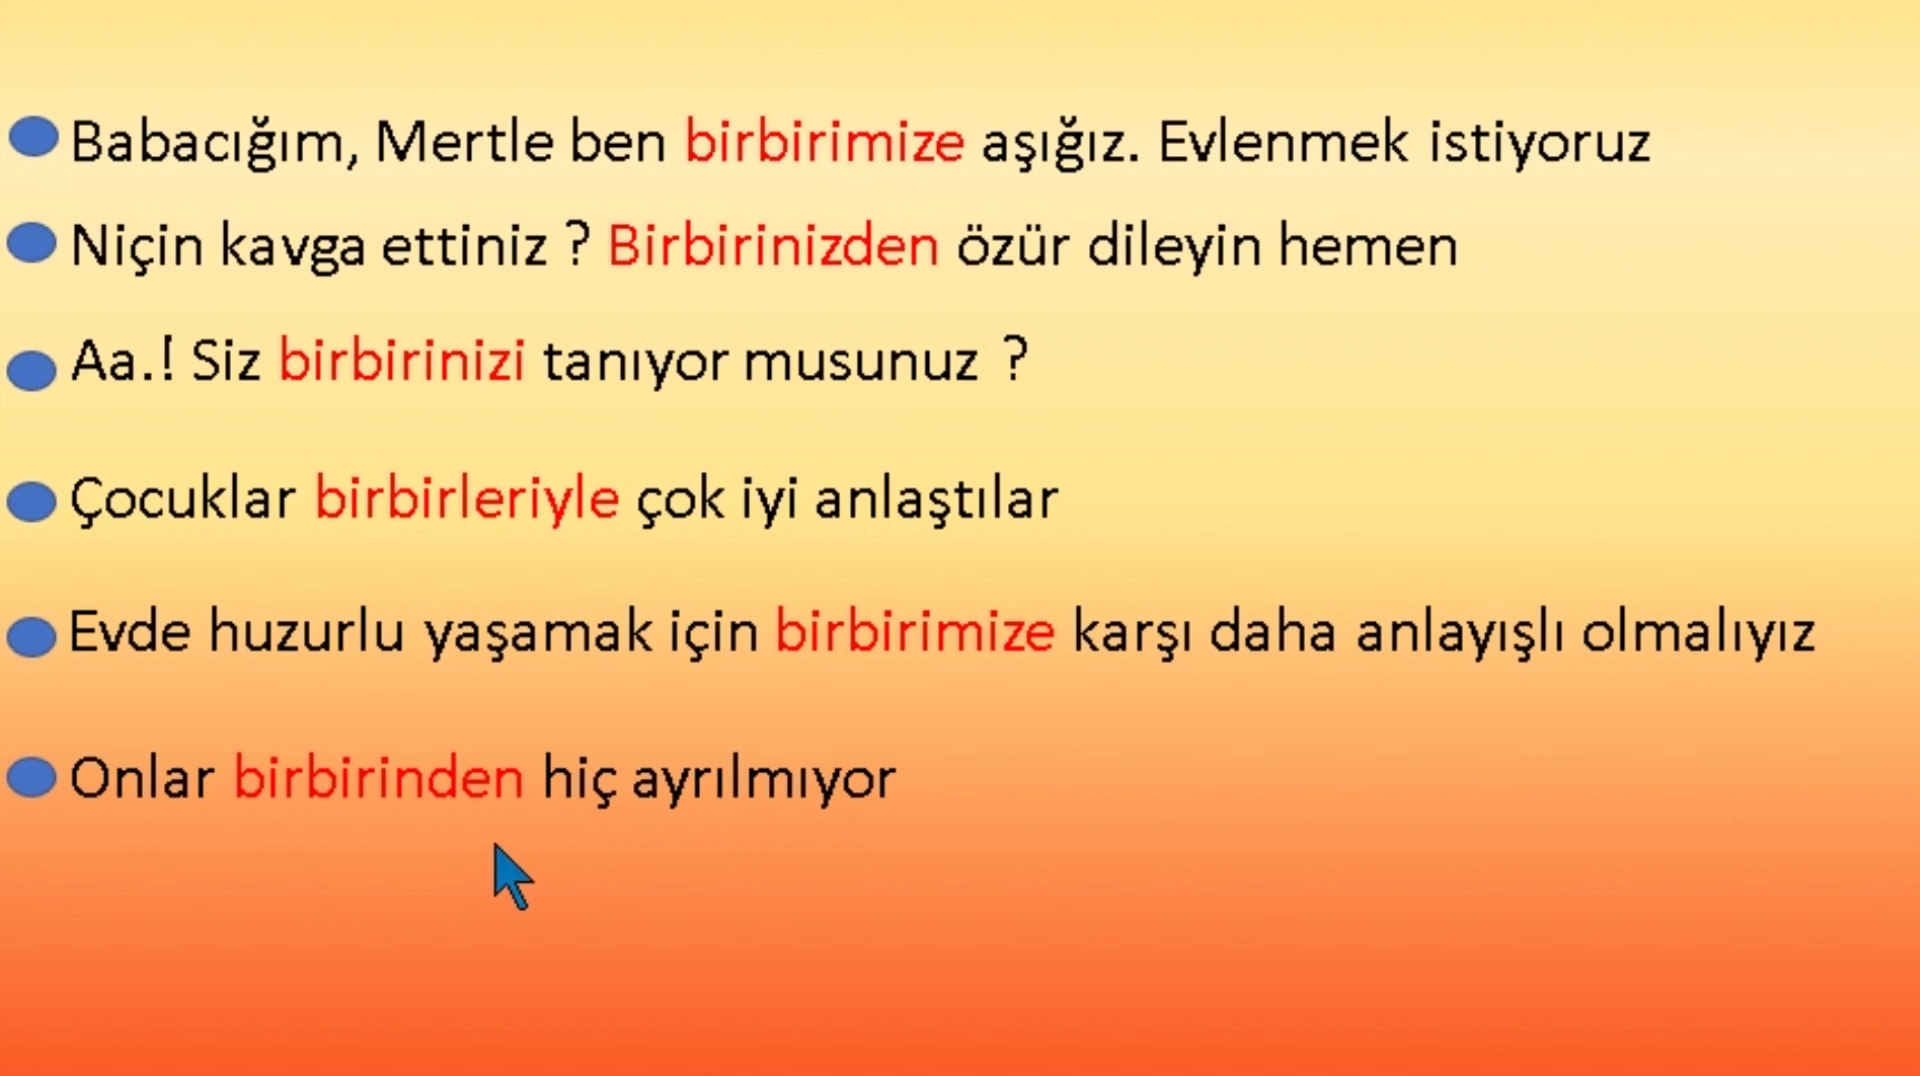 Babacığım, Mertle ben birbirimize aşığız. Evlenmek istiyoruz
Niçin kavga ettiniz ? Birbirinizden özür dileyin hemen
Aa.! Siz birbirinizi tanıyor musunuz ?
Çocuklar birbirleriyle çok iyi anlaştılar
Evde huzurlu yaşamak için birbirimize karşı daha anlayışlı olmalıyız
Onlar birbirinden hiç ayrılmıyor